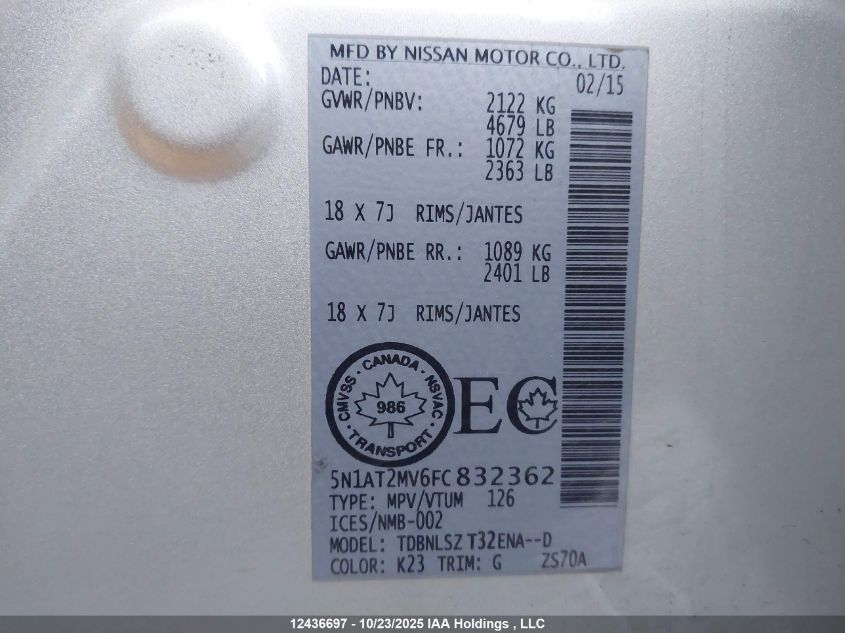 MFD BY NISSAN MOTOR CO., LTD.
DATE: 02/15
GVWR/PNBV: 2122 KG
4679 LB
GAWR/PNBE FR.: 1072 KG
2363 LB
18 X 7J RIMS/JANTES
GAWR/PNBE RR.: 1089 KG
2401 LB
18 X 7J RIMS/JANTES
CMVSS · CANADA · NSVAC · TRANSPORT ·
986
EC
5N1AT2MV6FC832362
TYPE: MPV/VTUM 126
ICES/NMB-002
MODEL: TDBNLSZ T32ENA--D
COLOR: K23 TRIM: G ZS70A
12436697 - 10/23/2025 IAA Holdings , LLC